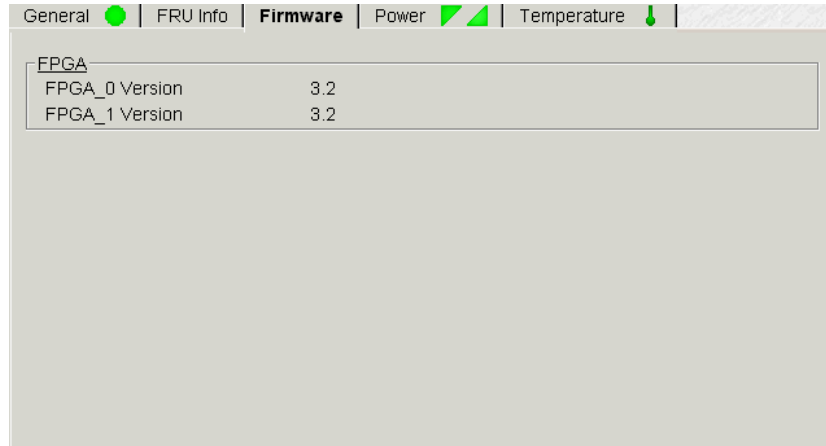 General FRU Info Firmware Power Temperature
FPGA
FPGA_0 Version 3.2
FPGA_1 Version 3.2